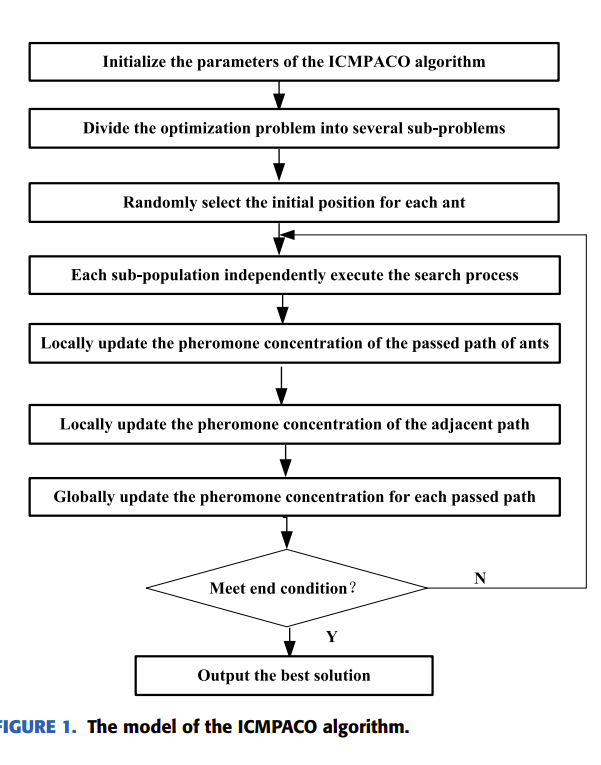 Initialize the parameters of the ICMPACO algorithm
Divide the optimization problem into several sub-problems
Randomly select the initial position for each ant
Each sub-population independently execute the search process
Locally update the pheromone concentration of the passed path of ants
Locally update the pheromone concentration of the adjacent path
Globally update the pheromone concentration for each passed path
Meet end condition?
N
Y
Output the best solution
FIGURE 1. The model of the ICMPACO algorithm.